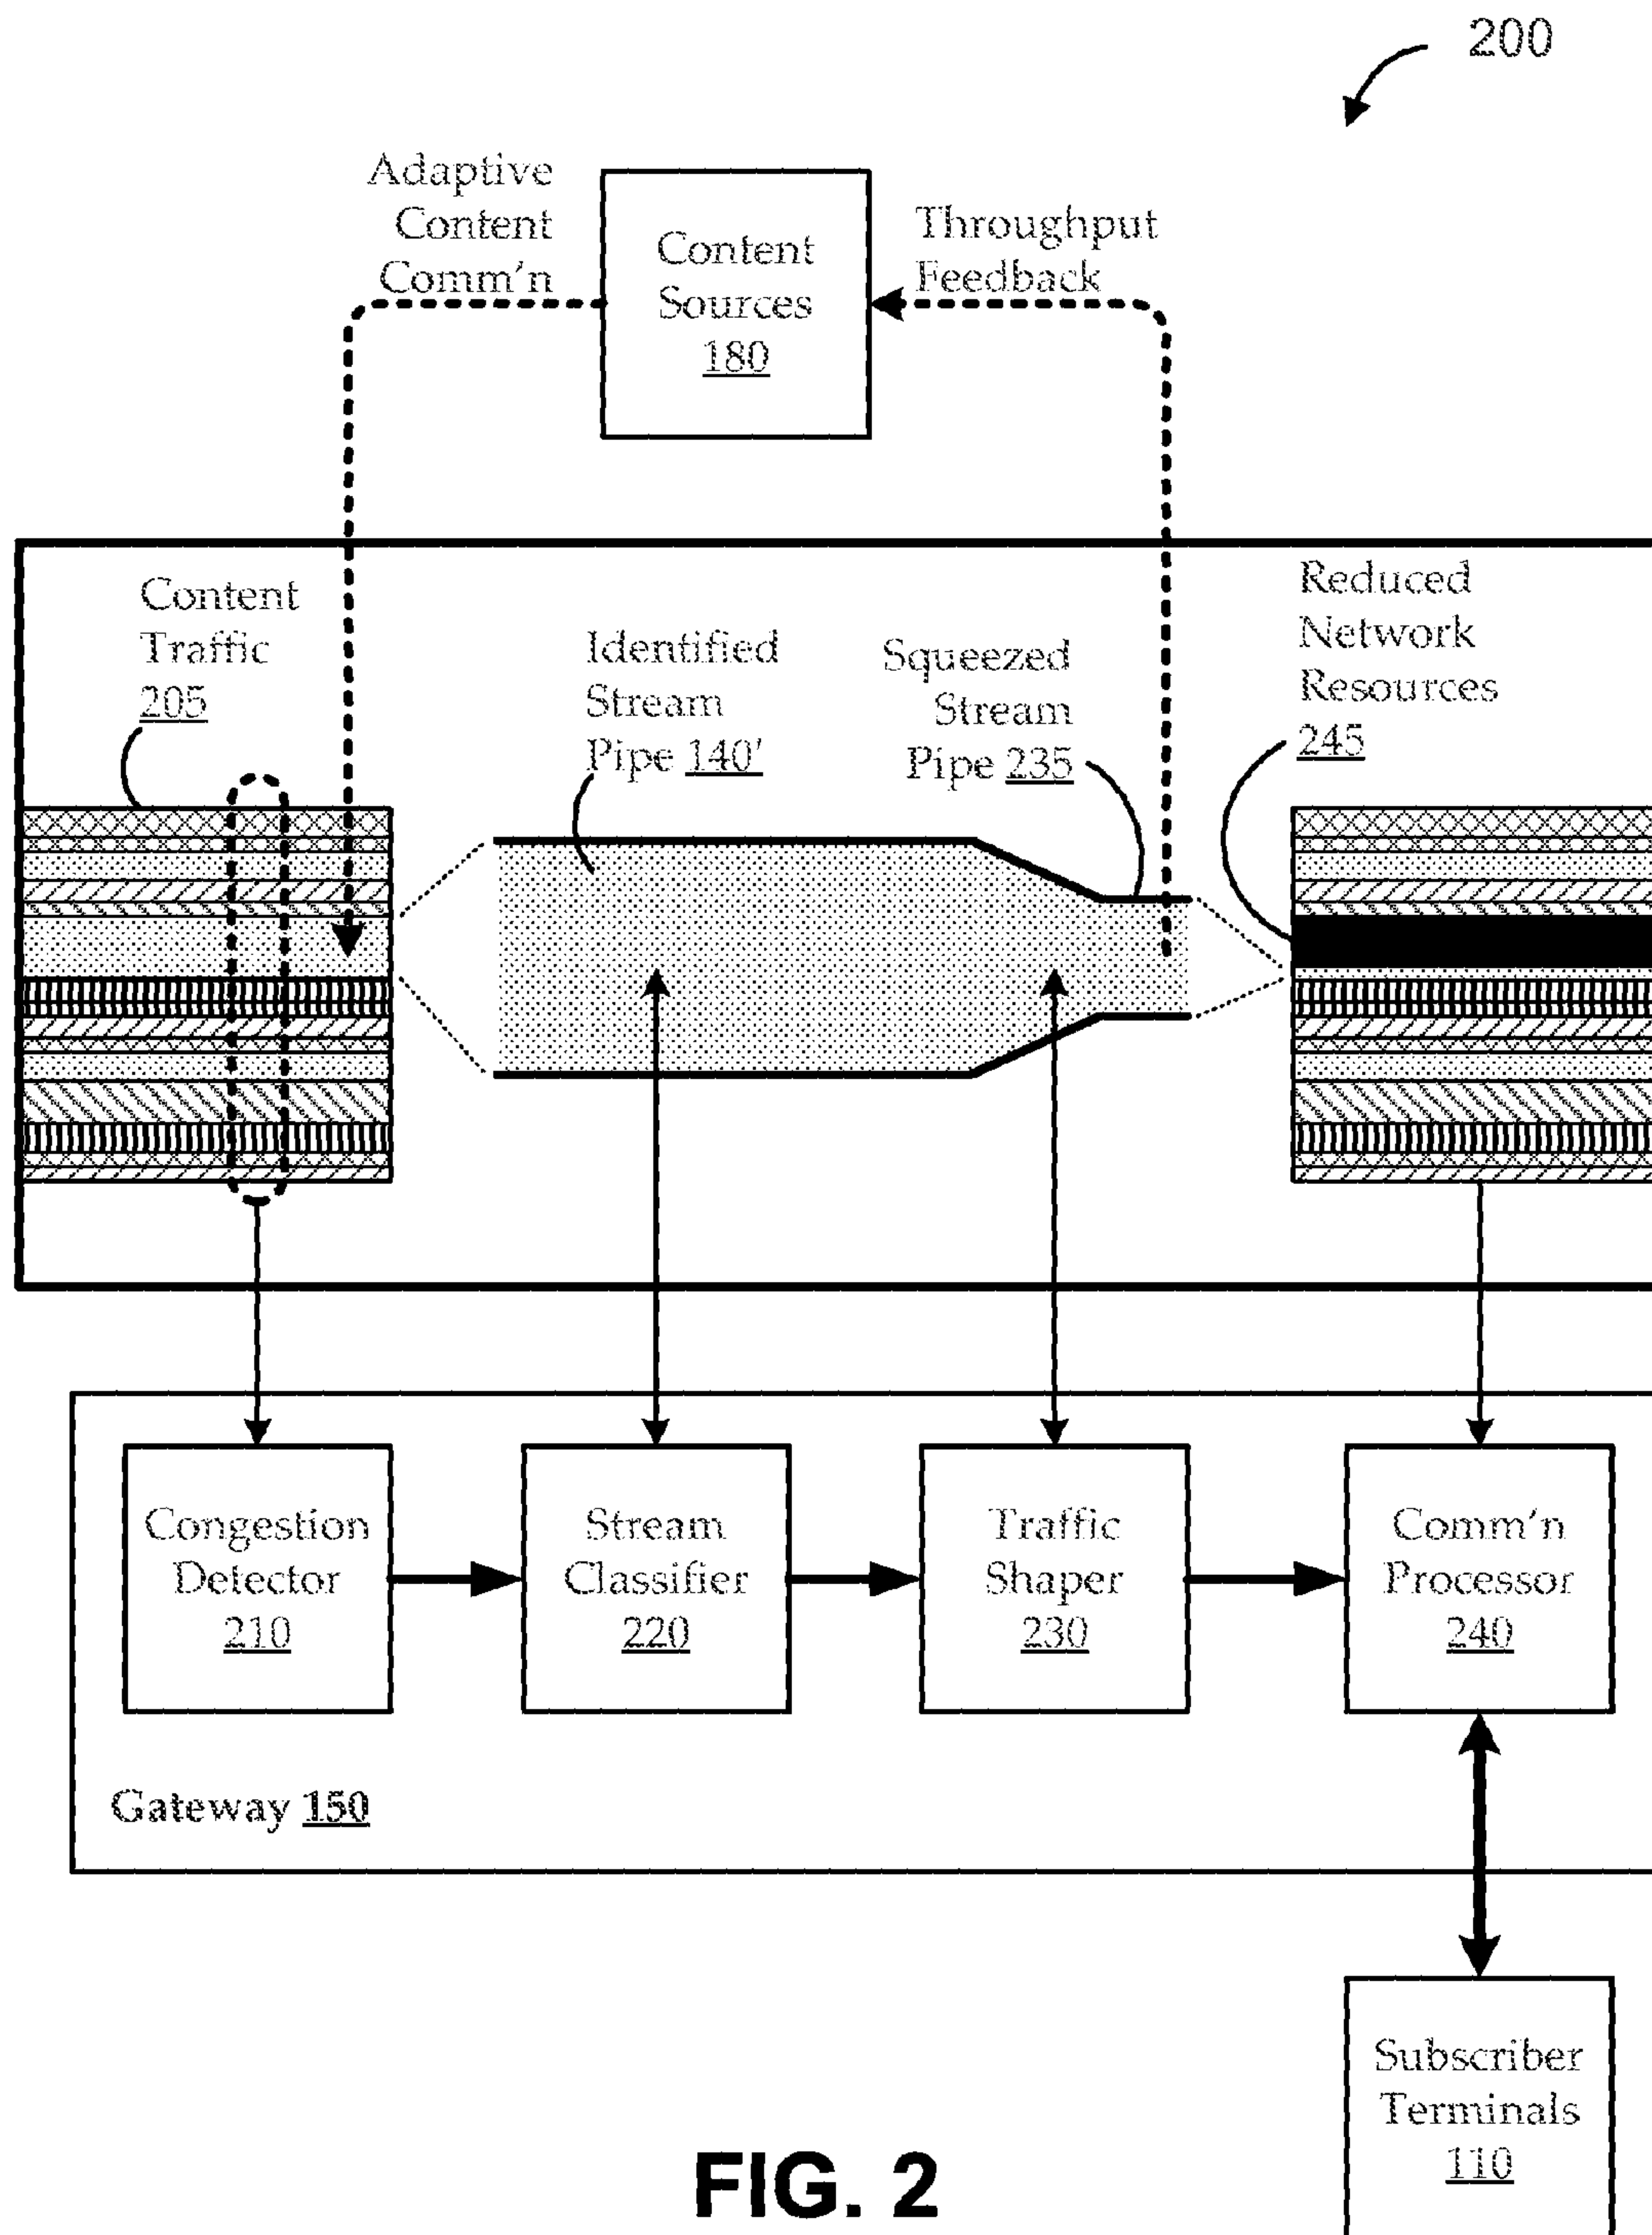 200
Adaptive
Content
Comm'n
Content
Sources
180
Throughput
Feedback
Content
Traffic
205
Identified
Stream
Pipe 140'
Squeezed
Stream
Pipe 235
Reduced
Network
Resources
245
Congestion
Detector
210
Stream
Classifier
220
Traffic
Shaper
230
Comm'n
Processor
240
Gateway 150
Subscriber
Terminals
110
FIG. 2